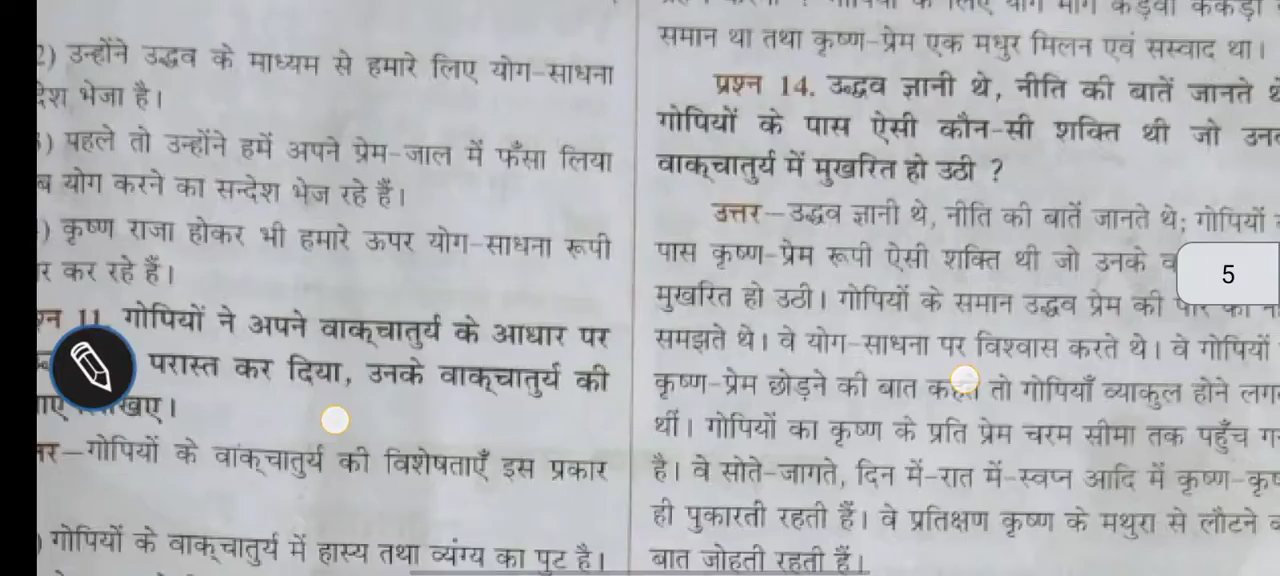 2) उन्होंने उद्धव के माध्यम से हमारे लिए योग-साधना
देश भेजा है।
) पहले तो उन्होंने हमें अपने प्रेम-जाल में फँसा लिया
ब योग करने का सन्देश भेज रहे हैं।
) कृष्ण राजा होकर भी हमारे ऊपर योग-साधना रूपी
र कर रहे हैं।
न 11. गोपियों ने अपने वाक्चातुर्य के आधार पर
परास्त कर दिया, उनके वाक्चातुर्य की
खिए।
र—गोपियों के वांक्चातुर्य की विशेषताएँ इस प्रकार
) गोपियों के वाक्चातुर्य में हास्य तथा व्यंग्य का पुट है।
के लिए योग मार्ग कड़वी ककड़ी
समान था तथा कृष्ण-प्रेम एक मधुर मिलन एवं सस्वाद था।
प्रश्न 14. उद्धव ज्ञानी थे, नीति की बातें जानते थे
गोपियों के पास ऐसी कौन-सी शक्ति थी जो उन
वाक्चातुर्य में मुखरित हो उठी ?
उत्तर—उद्धव ज्ञानी थे, नीति की बातें जानते थे; गोपियों
पास कृष्ण-प्रेम रूपी ऐसी शक्ति थी जो उनके व
मुखरित हो उठी। गोपियों के समान उद्धव प्रेम की
समझते थे। वे योग-साधना पर विश्वास करते थे। वे गोपियों
कृष्ण-प्रेम छोड़ने की बात तो गोपियाँ व्याकुल होने लग
थीं। गोपियों का कृष्ण के प्रति प्रेम चरम सीमा तक पहुँच ग
है। वे सोते-जागते, दिन में-रात में-स्वप्न आदि में कृष्ण-कृ
ही पुकारती रहती हैं। वे प्रतिक्षण कृष्ण के मथुरा से लौटने
बात जोहती रहती हैं।
5